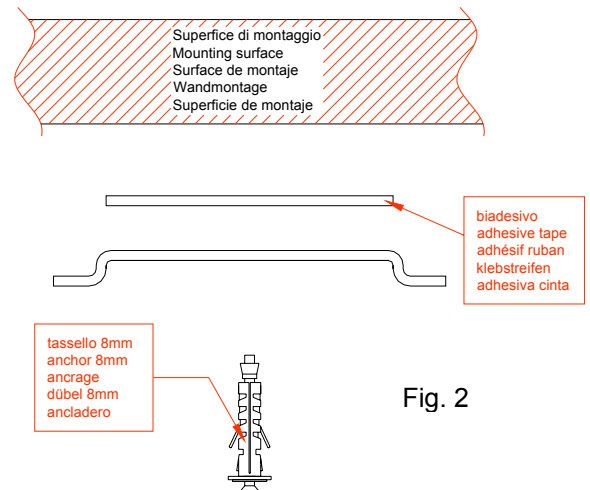 Superfice di montaggio
Mounting surface
Surface de montaje
Wandmontage
Superficie de montaje
biadesivo
adhesive tape
adhésif ruban
klebstreifen
adhesiva cinta
tassello 8mm
anchor 8mm
ancrage
dübel 8mm
ancladero
Fig. 2